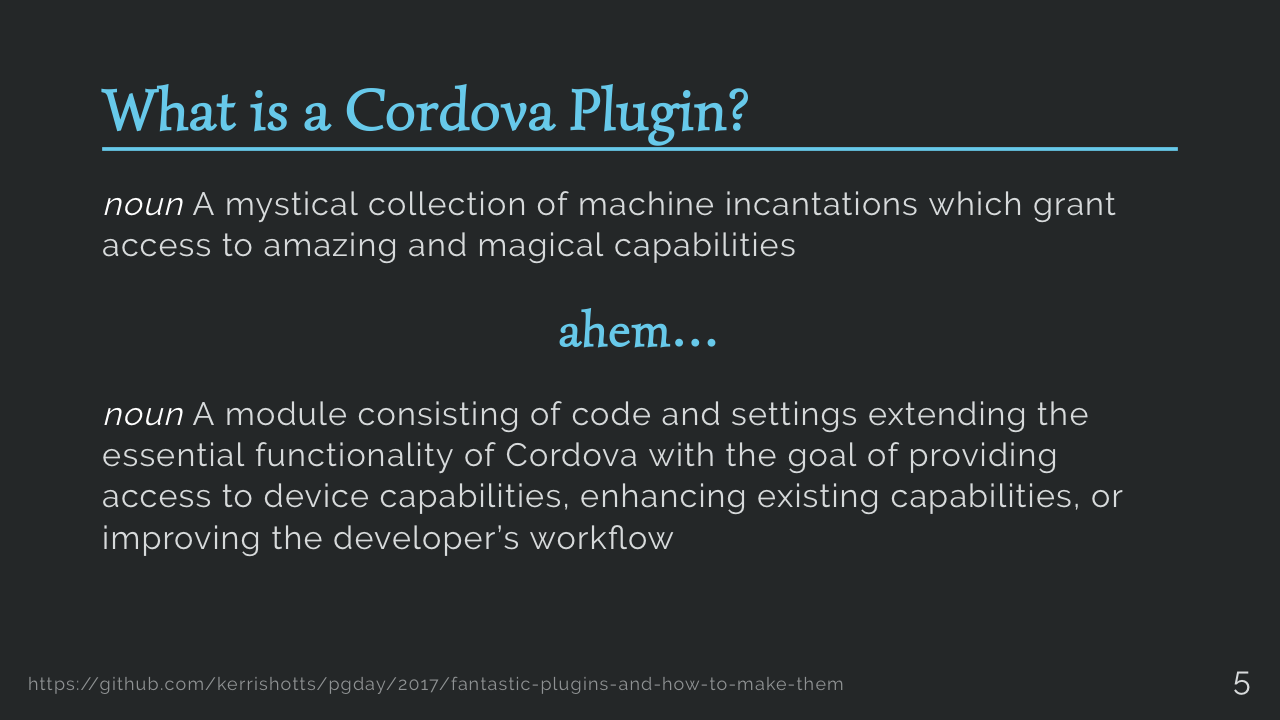 What is a Cordova Plugin?
noun A mystical collection of machine incantations which grant
access to amazing and magical capabilities
ahem…
noun A module consisting of code and settings extending the
essential functionality of Cordova with the goal of providing
access to device capabilities, enhancing existing capabilities, or
improving the developer’s workflow
https://github.com/kerrishotts/pgday/2017/fantastic-plugins-and-how-to-make-them
5